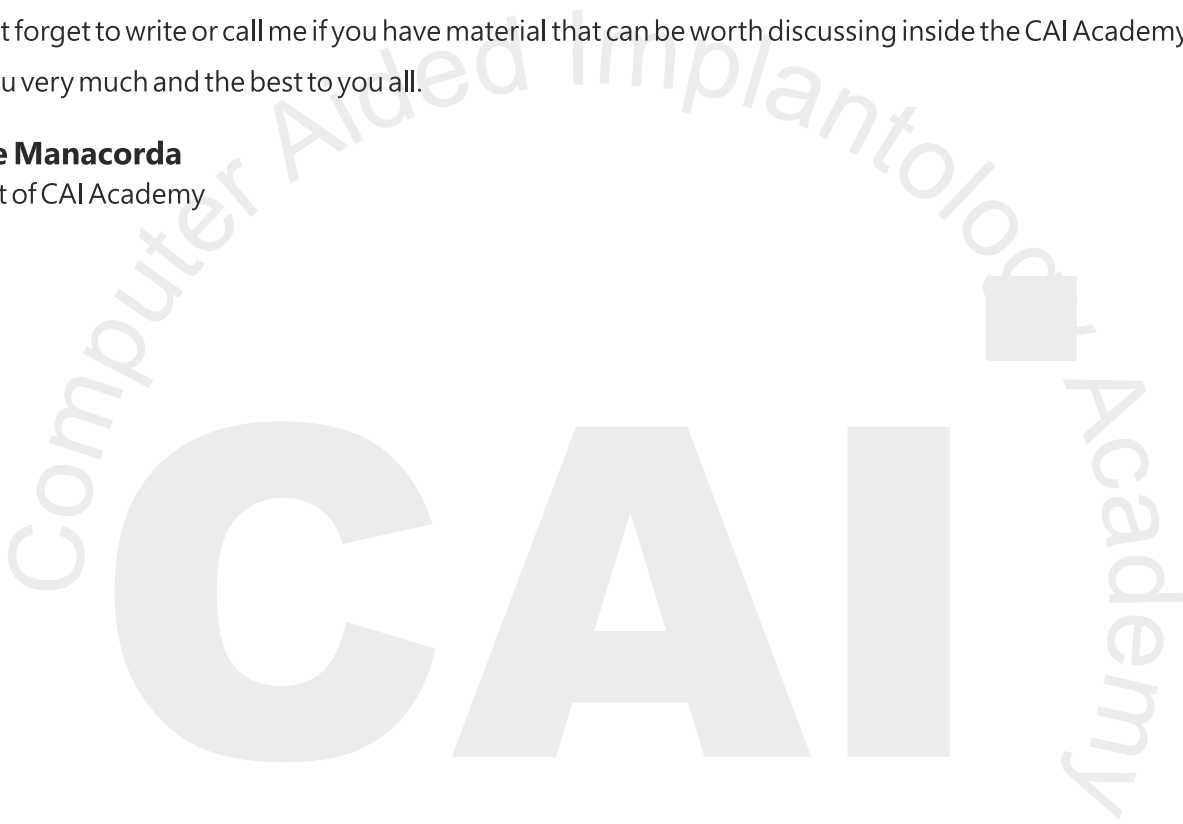 t forget to write or call me if you have material that can be worth discussing inside the CAI Academy
u very much and the best to you all.
e Manacorda
t of CAI Academy
Computer Aided Implantology Academy
CAI